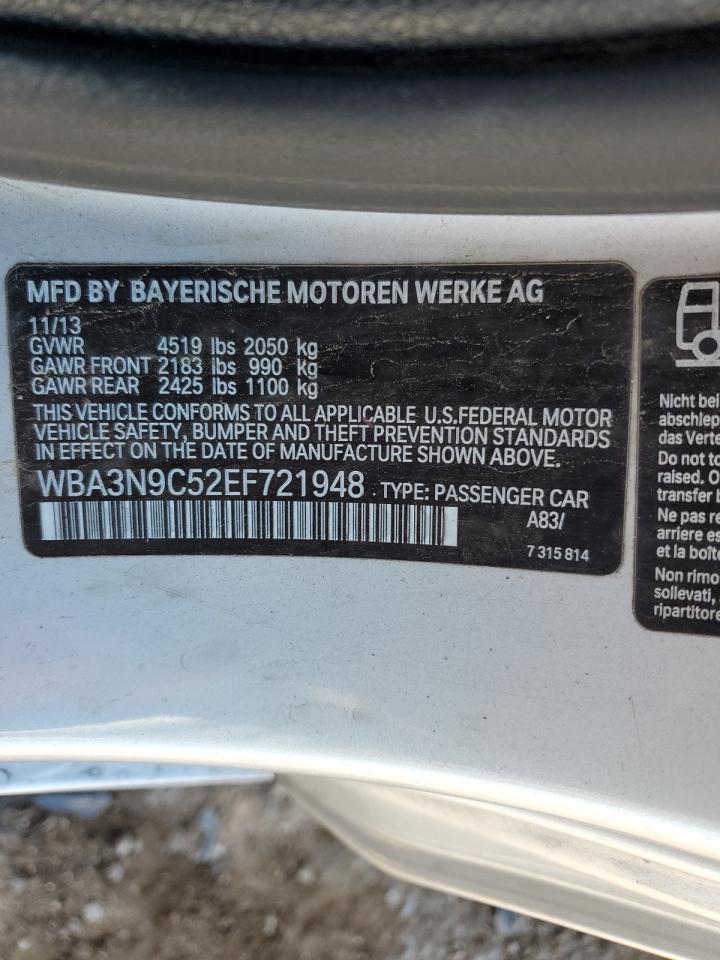 MFD BY BAYERISCHE MOTOREN WERKE AG
11/13
GVWR 4519 lbs 2050 kg
GAWR FRONT 2183 lbs 990 kg
GAWR REAR 2425 lbs 1100 kg
THIS VEHICLE CONFORMS TO ALL APPLICABLE U.S.FEDERAL MOTOR
VEHICLE SAFETY, BUMPER AND THEFT PREVENTION STANDARDS
IN EFFECT ON THE DATE OF MANUFACTURE SHOWN ABOVE.
WBA3N9C52EF721948 TYPE: PASSENGER CAR
A83/
7 315 814
Nicht bei
abschlep
das Verte
Do not to
raised. O
transfer l
Ne pas re
arriere es
et la boîte
Non rimo
sollevati,
ripartitore